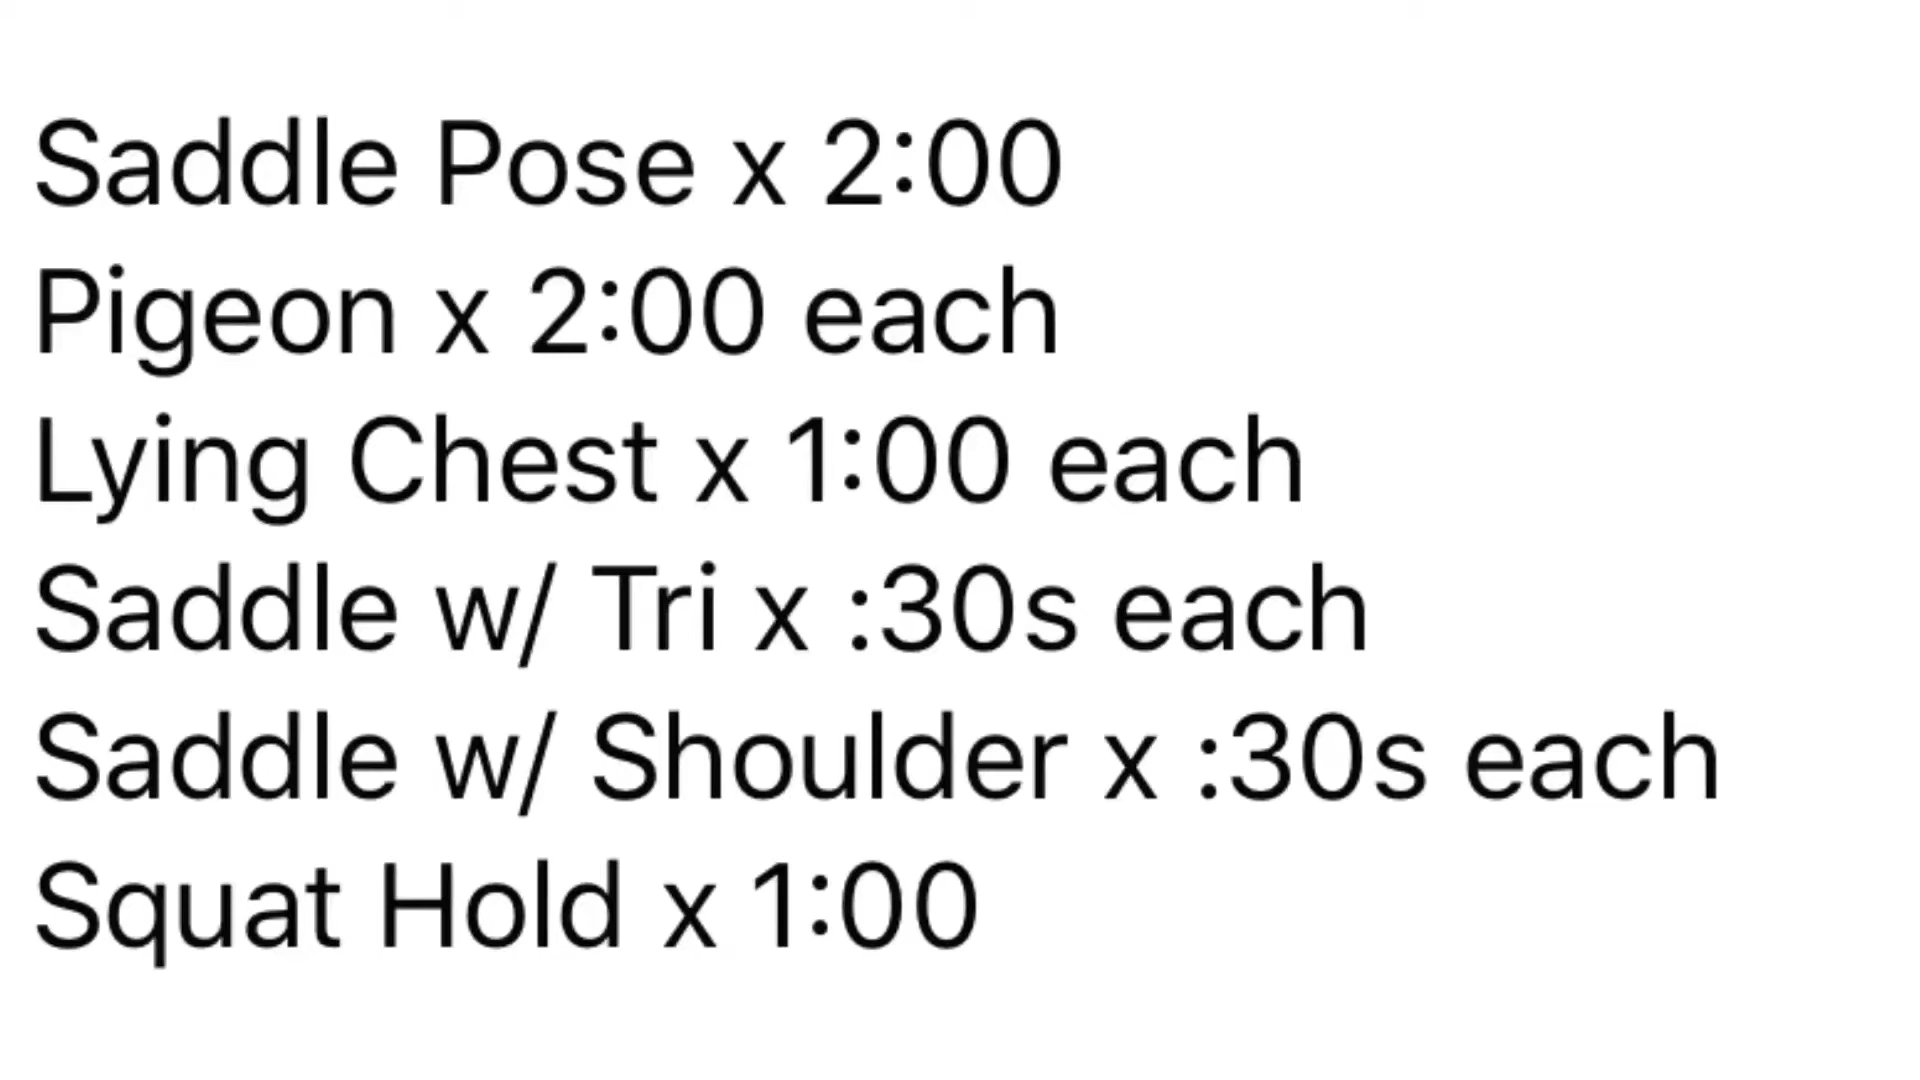 Saddle Pose x 2:00
Pigeon x 2:00 each
Lying Chest x 1:00 each
Saddle w/ Tri x :30s each
Saddle w/ Shoulder x :30s each
Squat Hold x 1:00